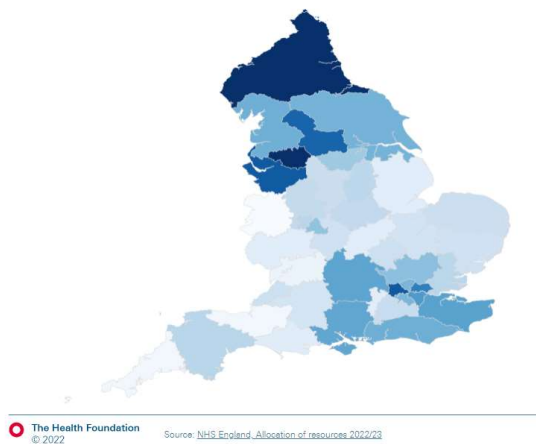 The Health Foundation
© 2022
Source: NHS England, Allocation of resources 2022/23